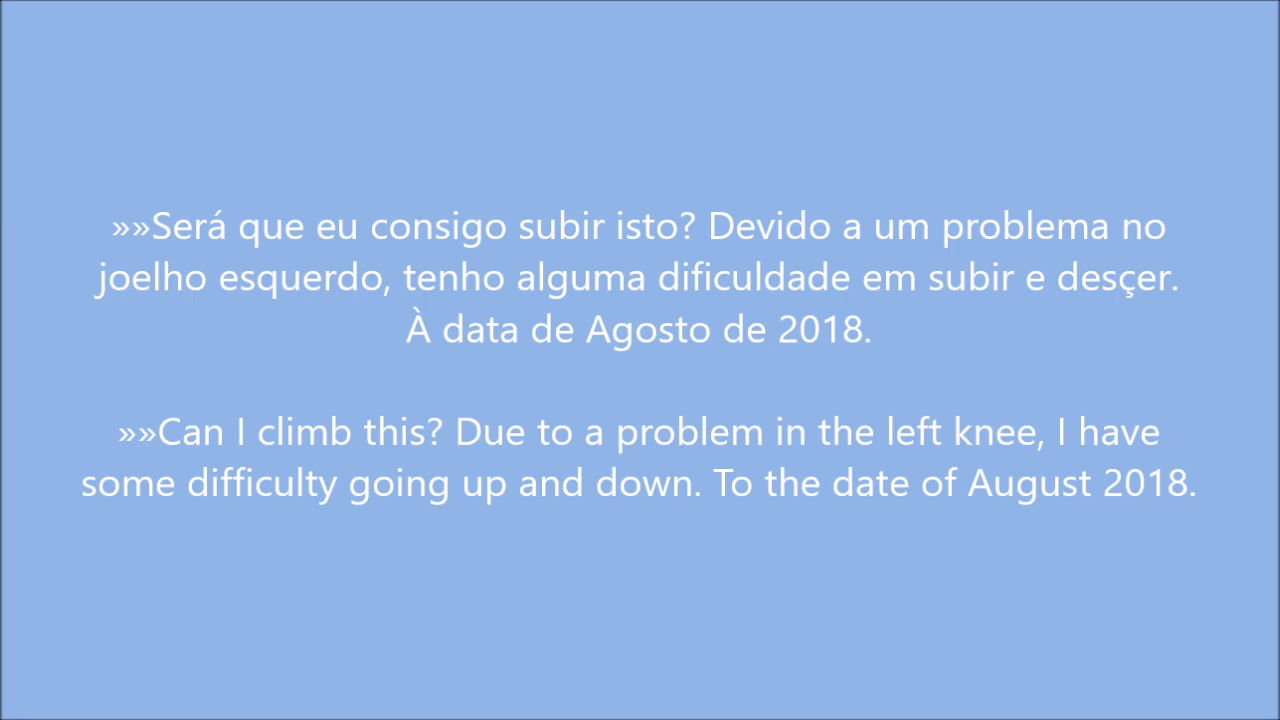 »»Será que eu consigo subir isto? Devido a um problema no
joelho esquerdo, tenho alguma dificuldade em subir e desçer.
À data de Agosto de 2018.
»»Can I climb this? Due to a problem in the left knee, I have
some difficulty going up and down. To the date of August 2018.